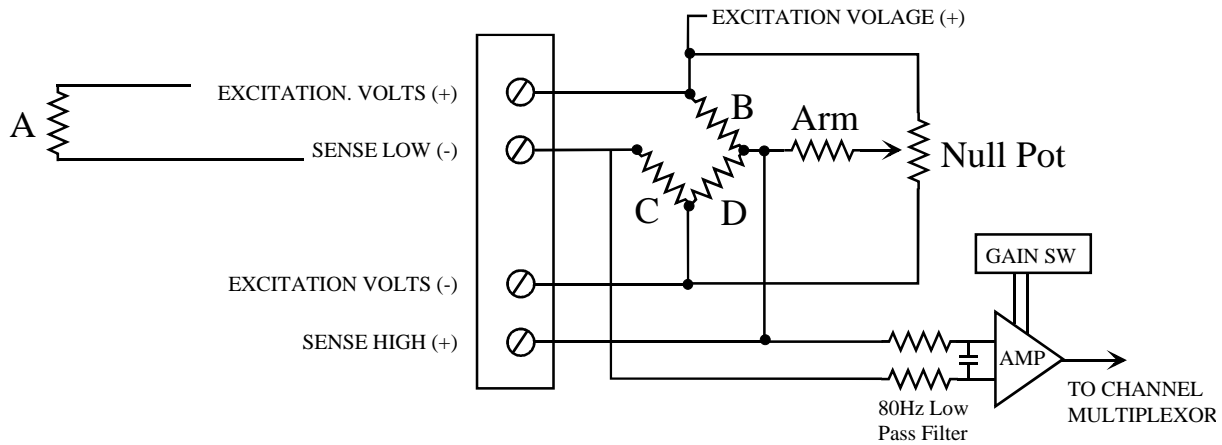 EXCITATION VOLAGE (+)
EXCITATION. VOLTS (+)
A
B
Arm
SENSE LOW (-)
Null Pot
C
D
GAIN SW
EXCITATION VOLTS (-)
SENSE HIGH (+)
AMP
TO CHANNEL
MULTIPLEXOR
80Hz Low
Pass Filter